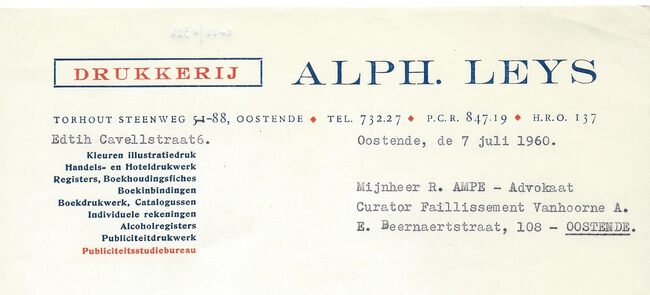 DRUKKERIJ ALPH. LEYS
TORHOUT STEENWEG 51-88, OOSTENDE ♦ TEL. 732.27 ♦ P.C.R. 847.19 ♦ H.R.O. 137
Edtih Cavellstraat6.
Oostende, de 7 juli 1960.
Kleuren illustratiedruk
Handels- en Hoteldrukwerk
Registers, Boekhoudingsfiches
Boekinbindingen
Boekdrukwerk, Catalogussen
Individuele rekeningen
Alcoholregisters
Publiciteitdrukwerk
Publiciteitsstudiebureau
Mijnheer R. AMPE - Advokaat
Curator Faillissement Vanhoorne A.
E. Beernaertstraat, 108 - OOSTENDE.